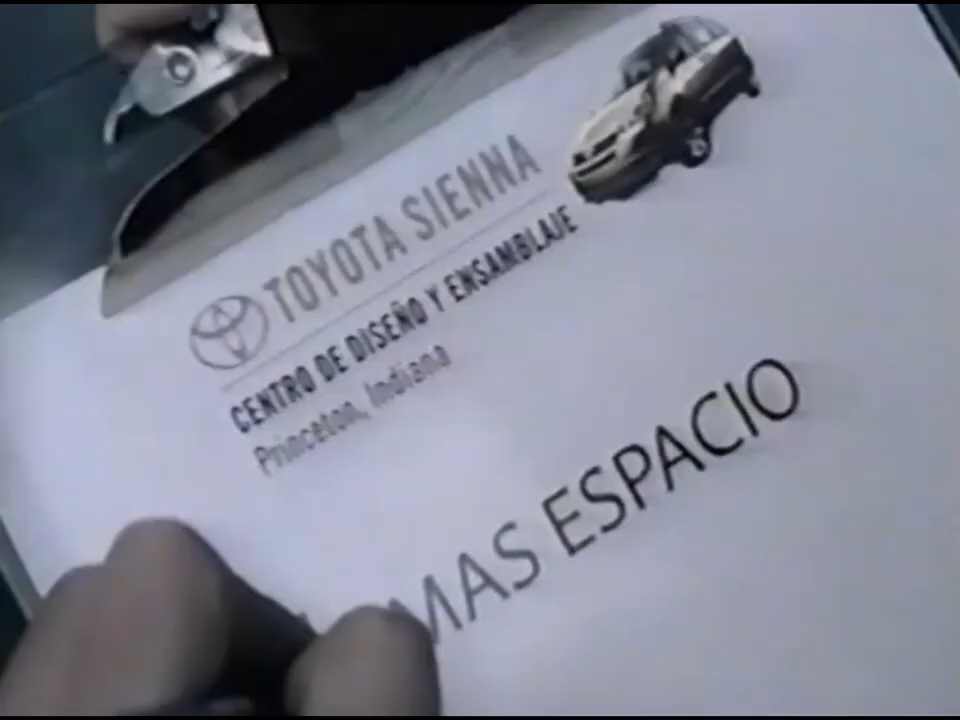 TOYOTA SIENNA
CENTRO DE DISEÑO Y ENSAMBLAJE
Princeton, Indiana
MAS ESPACIO